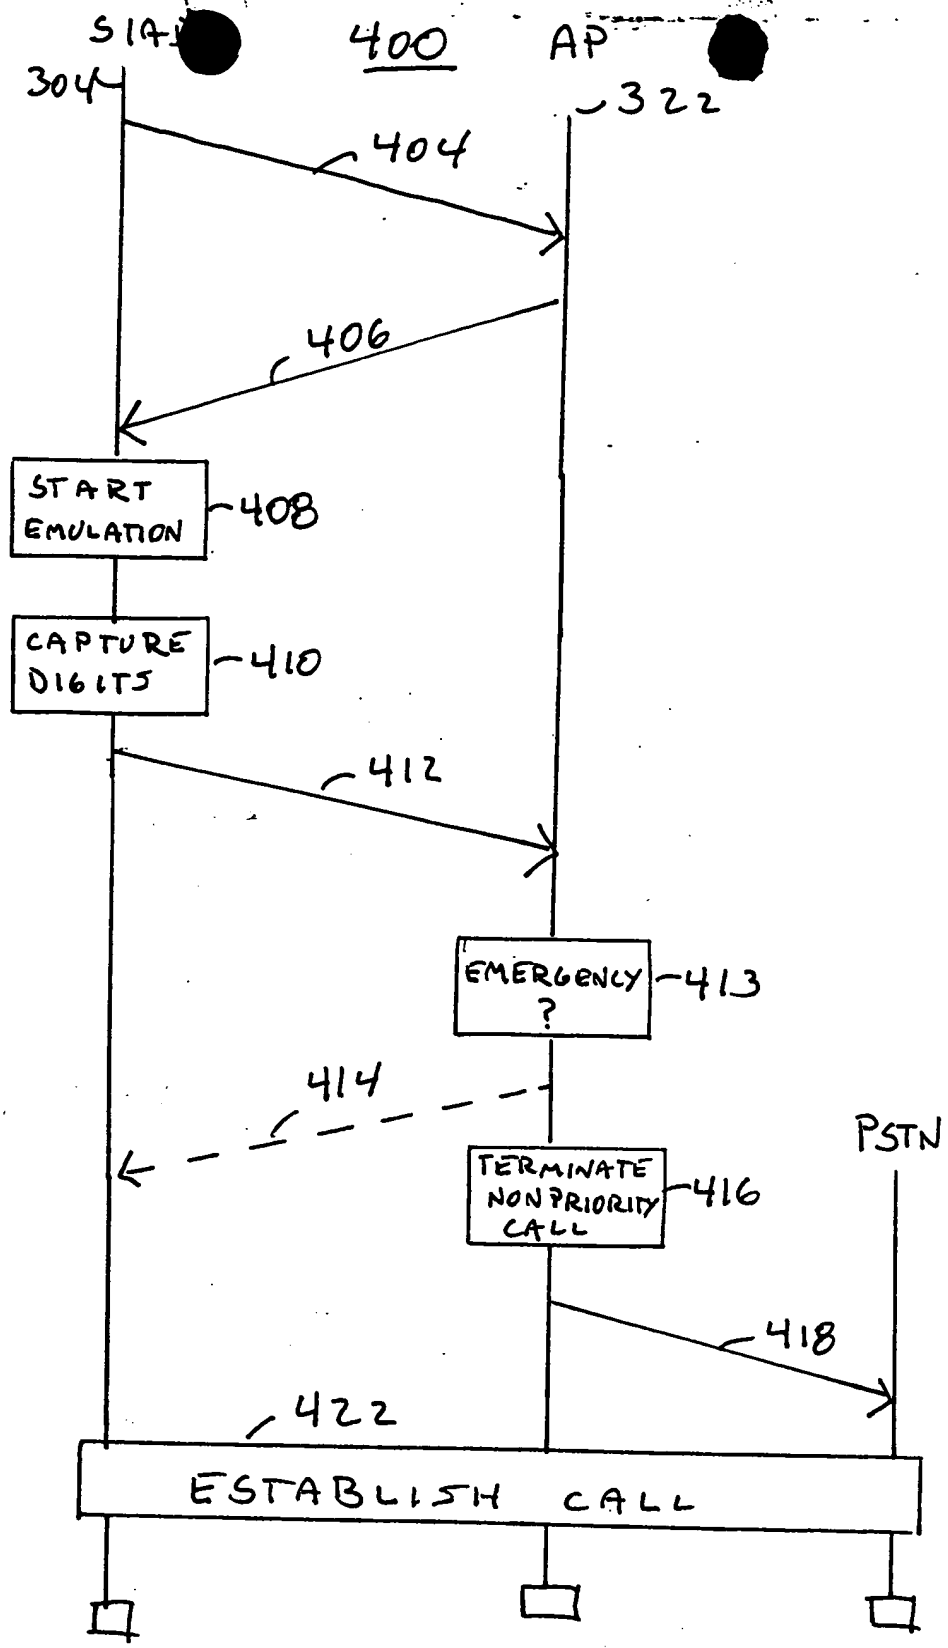 400
AP
304
322
404
406
START
EMULATION
408
CAPTURE
DIGITS
410
412
EMERGENCY
?
413
414
PSTN
TERMINATE
NONPRIORITY
CALL
416
418
422
ESTABLISH CALL